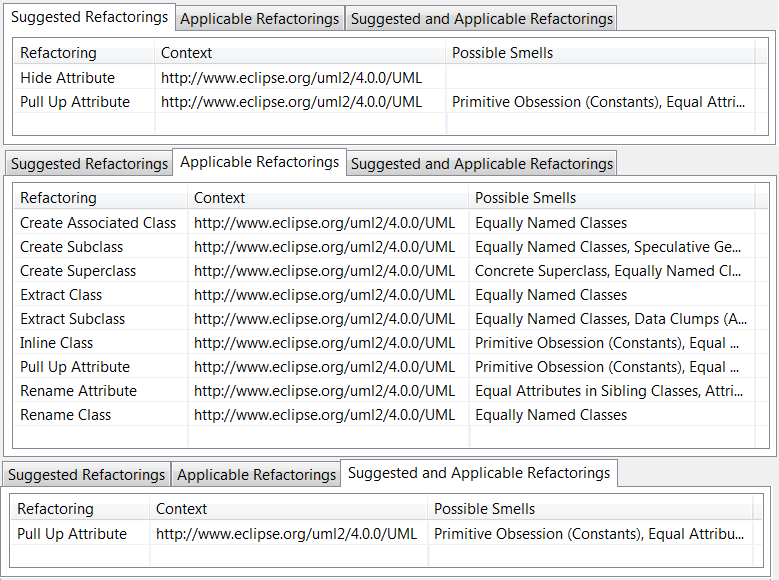 Suggested Refactorings Applicable Refactorings Suggested and Applicable Refactorings
Refactoring Context Possible Smells
Hide Attribute http://www.eclipse.org/uml2/4.0.0/UML
Pull Up Attribute http://www.eclipse.org/uml2/4.0.0/UML Primitive Obsession (Constants), Equal Attri...
Suggested Refactorings Applicable Refactorings Suggested and Applicable Refactorings
Refactoring Context Possible Smells
Create Associated Class http://www.eclipse.org/uml2/4.0.0/UML Equally Named Classes
Create Subclass http://www.eclipse.org/uml2/4.0.0/UML Equally Named Classes, Speculative Ge...
Create Superclass http://www.eclipse.org/uml2/4.0.0/UML Concrete Superclass, Equally Named Cl...
Extract Class http://www.eclipse.org/uml2/4.0.0/UML Equally Named Classes
Extract Subclass http://www.eclipse.org/uml2/4.0.0/UML Equally Named Classes, Data Clumps (A...
Inline Class http://www.eclipse.org/uml2/4.0.0/UML Primitive Obsession (Constants), Equal ...
Pull Up Attribute http://www.eclipse.org/uml2/4.0.0/UML Primitive Obsession (Constants), Equal ...
Rename Attribute http://www.eclipse.org/uml2/4.0.0/UML Equal Attributes in Sibling Classes, Attri...
Rename Class http://www.eclipse.org/uml2/4.0.0/UML Equally Named Classes
Suggested Refactorings Applicable Refactorings Suggested and Applicable Refactorings
Refactoring Context Possible Smells
Pull Up Attribute http://www.eclipse.org/uml2/4.0.0/UML Primitive Obsession (Constants), Equal Attribu...